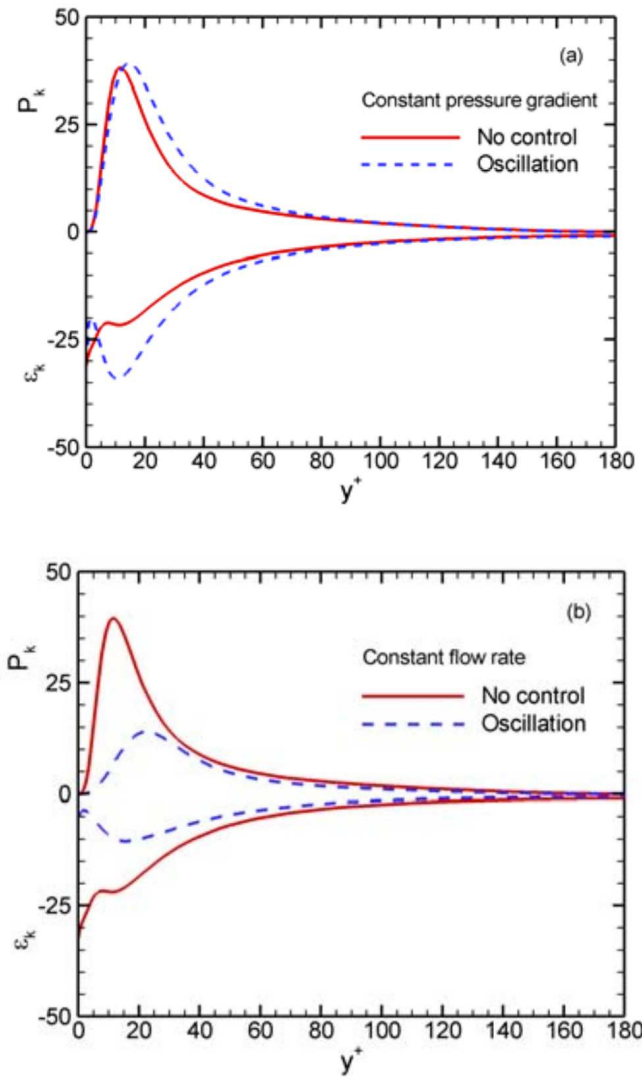 50
(a)
P_k
Constant pressure gradient
25
No control
Oscillation
0
-25
ε_k
-50
0 20 40 60 80 100 120 140 160 180
y⁺
50
(b)
P_k
Constant flow rate
25
No control
Oscillation
0
-25
ε_k
-50
0 20 40 60 80 100 120 140 160 180
y⁺